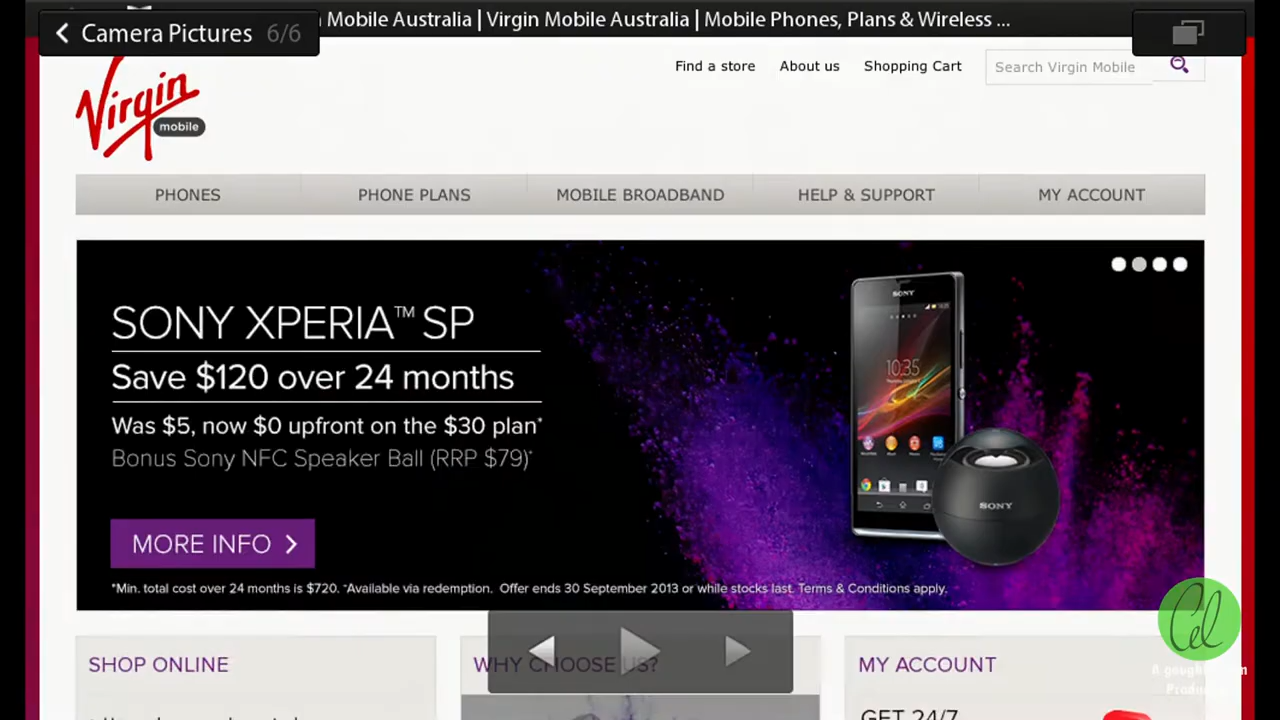 Mobile Australia | Virgin Mobile Australia | Mobile Phones, Plans & Wireless ...
Camera Pictures 6/6
Find a store About us Shopping Cart Search Virgin Mobile
Virgin
mobile
PHONES PHONE PLANS MOBILE BROADBAND HELP & SUPPORT MY ACCOUNT
SONY XPERIA™ SP
Save $120 over 24 months
Was $5, now $0 upfront on the $30 plan*
Bonus Sony NFC Speaker Ball (RRP $79)*
MORE INFO
SONY
10:35
SONY
*Min. total cost over 24 months is $720. *Available via redemption. Offer ends 30 September 2013 or while stocks last. Terms & Conditions apply.
SHOP ONLINE WHY CHOOSE US? MY ACCOUNT
GET 24/7
Cel